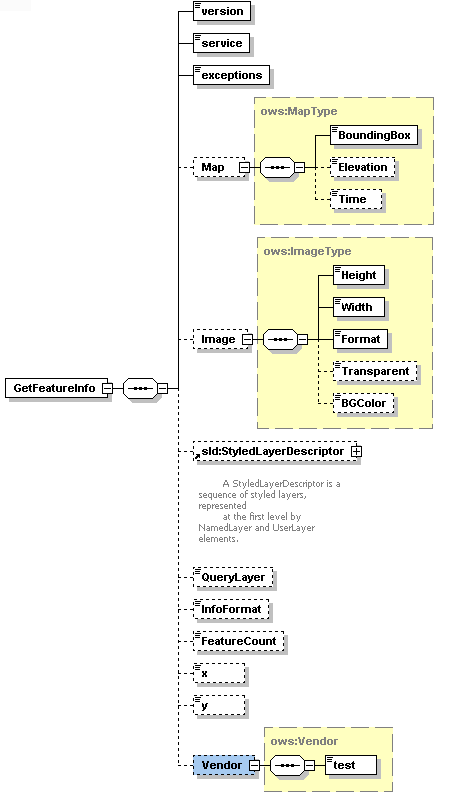 version
service
exceptions
ows:MapType
BoundingBox
Map
Elevation
Time
ows:ImageType
Height
Width
Image
Format
Transparent
GetFeatureInfo
BGColor
sld:StyledLayerDescriptor
A StyledLayerDescriptor is a
sequence of styled layers,
represented
at the first level by
NamedLayer and UserLayer
elements.
QueryLayer
InfoFormat
FeatureCount
x
y
ows:Vendor
Vendor
test